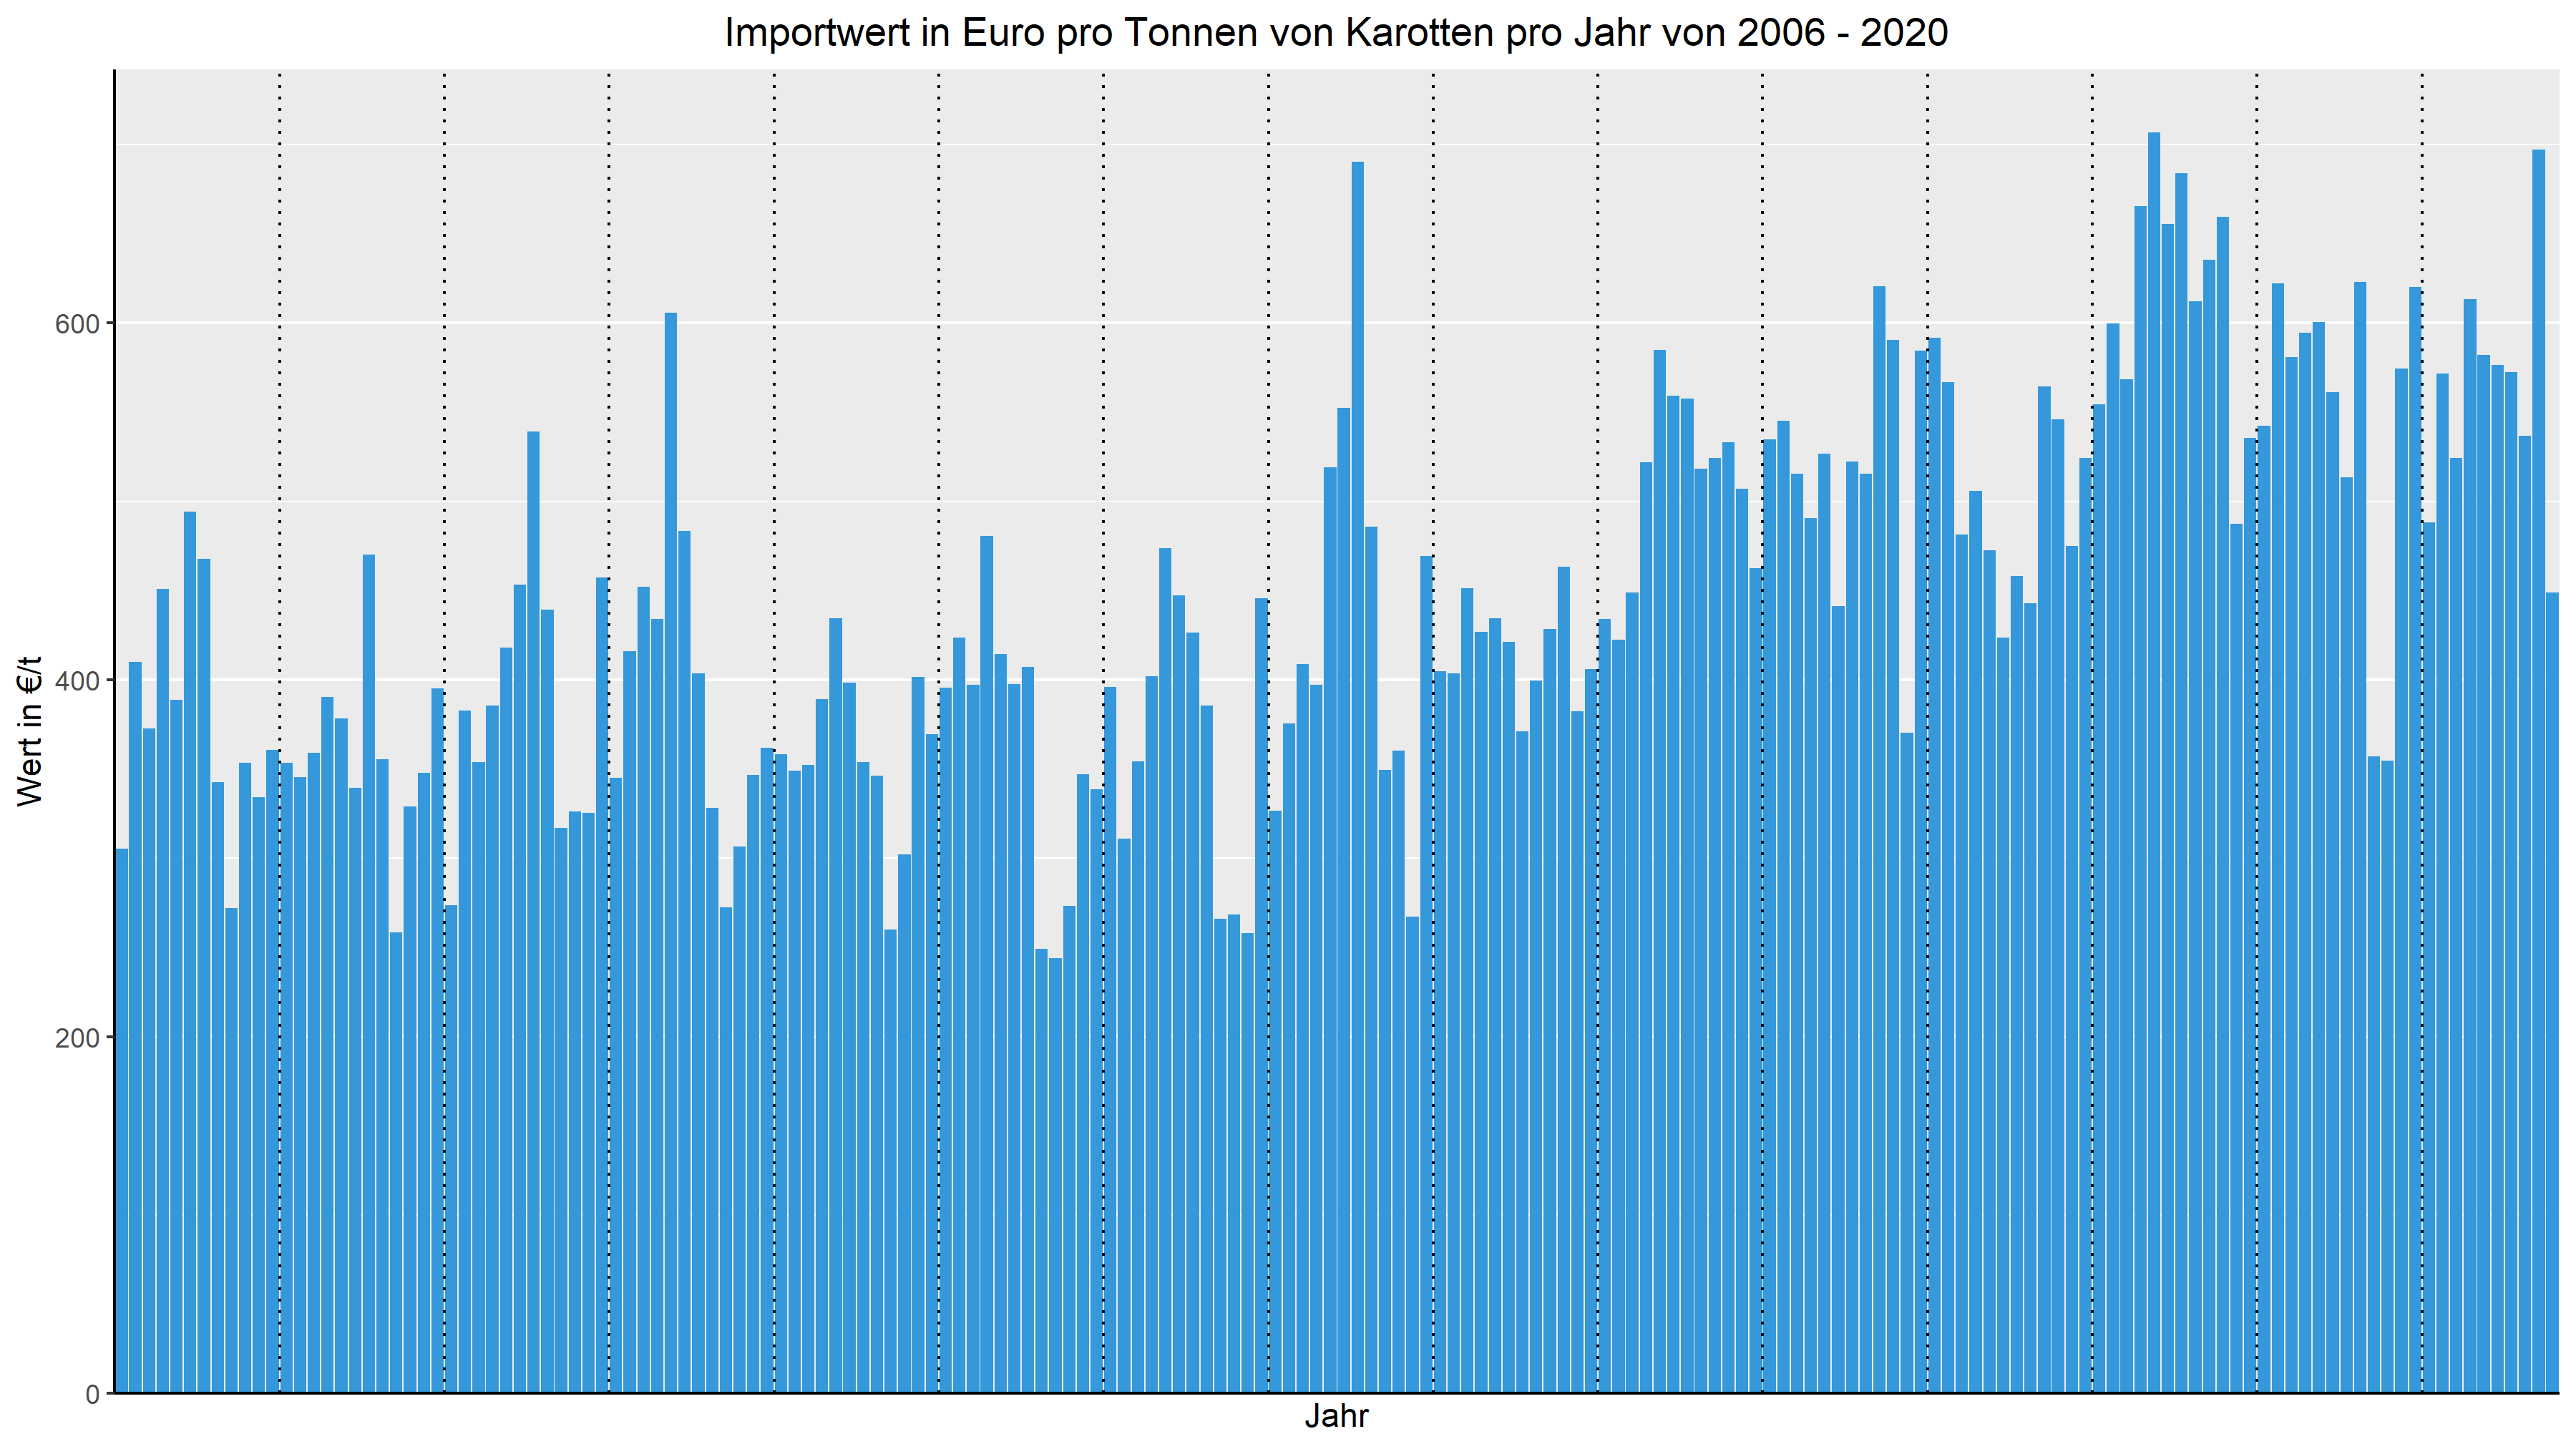 Importwert in Euro pro Tonnen von Karotten pro Jahr von 2006 - 2020
Wert in €/t
600
400
200
0
Jahr